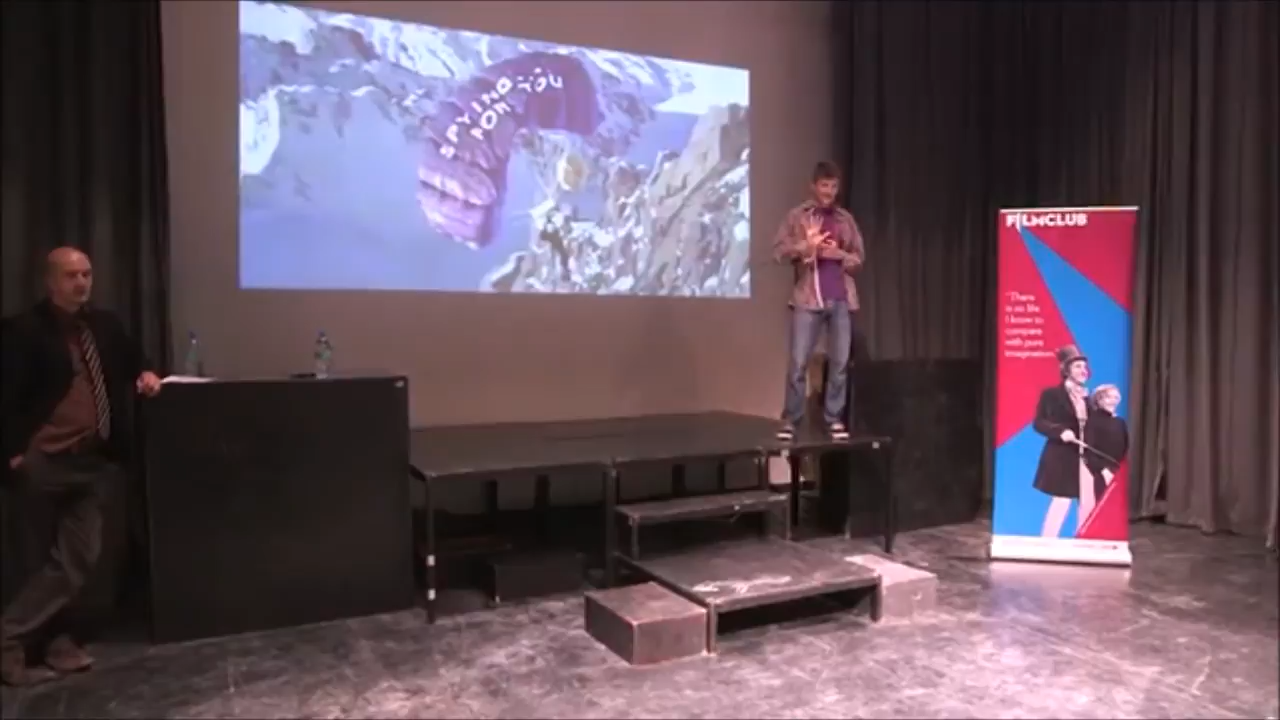 SPYING
FOR YOU
FILMCLUB
"There
is no life
I know to
compare
with pure
imagination.